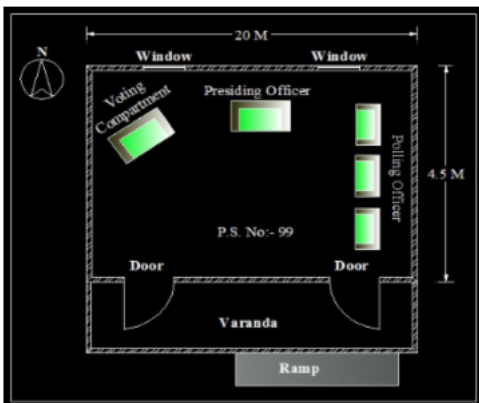 20 M
N
Window
Window
Voting
Compartment
Presiding Officer
Polling Officer
4.5 M
P.S. No:- 99
Door
Door
Varanda
Ramp